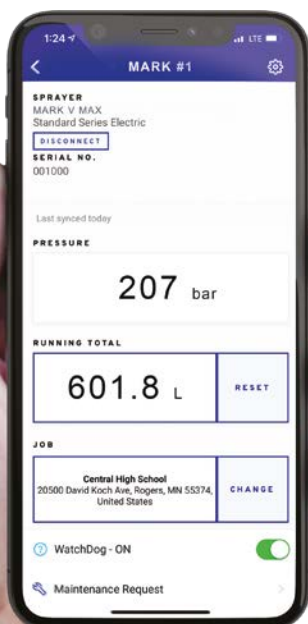 1:24
LTE
MARK #1
SPRAYER
MARK V MAX
Standard Series Electric
DISCONNECT
SERIAL NO.
001000
Last synced today
PRESSURE
207 bar
RUNNING TOTAL
601.8 L
RESET
JOB
Central High School
20500 David Koch Ave, Rogers, MN 55374,
United States
CHANGE
WatchDog - ON
Maintenance Request